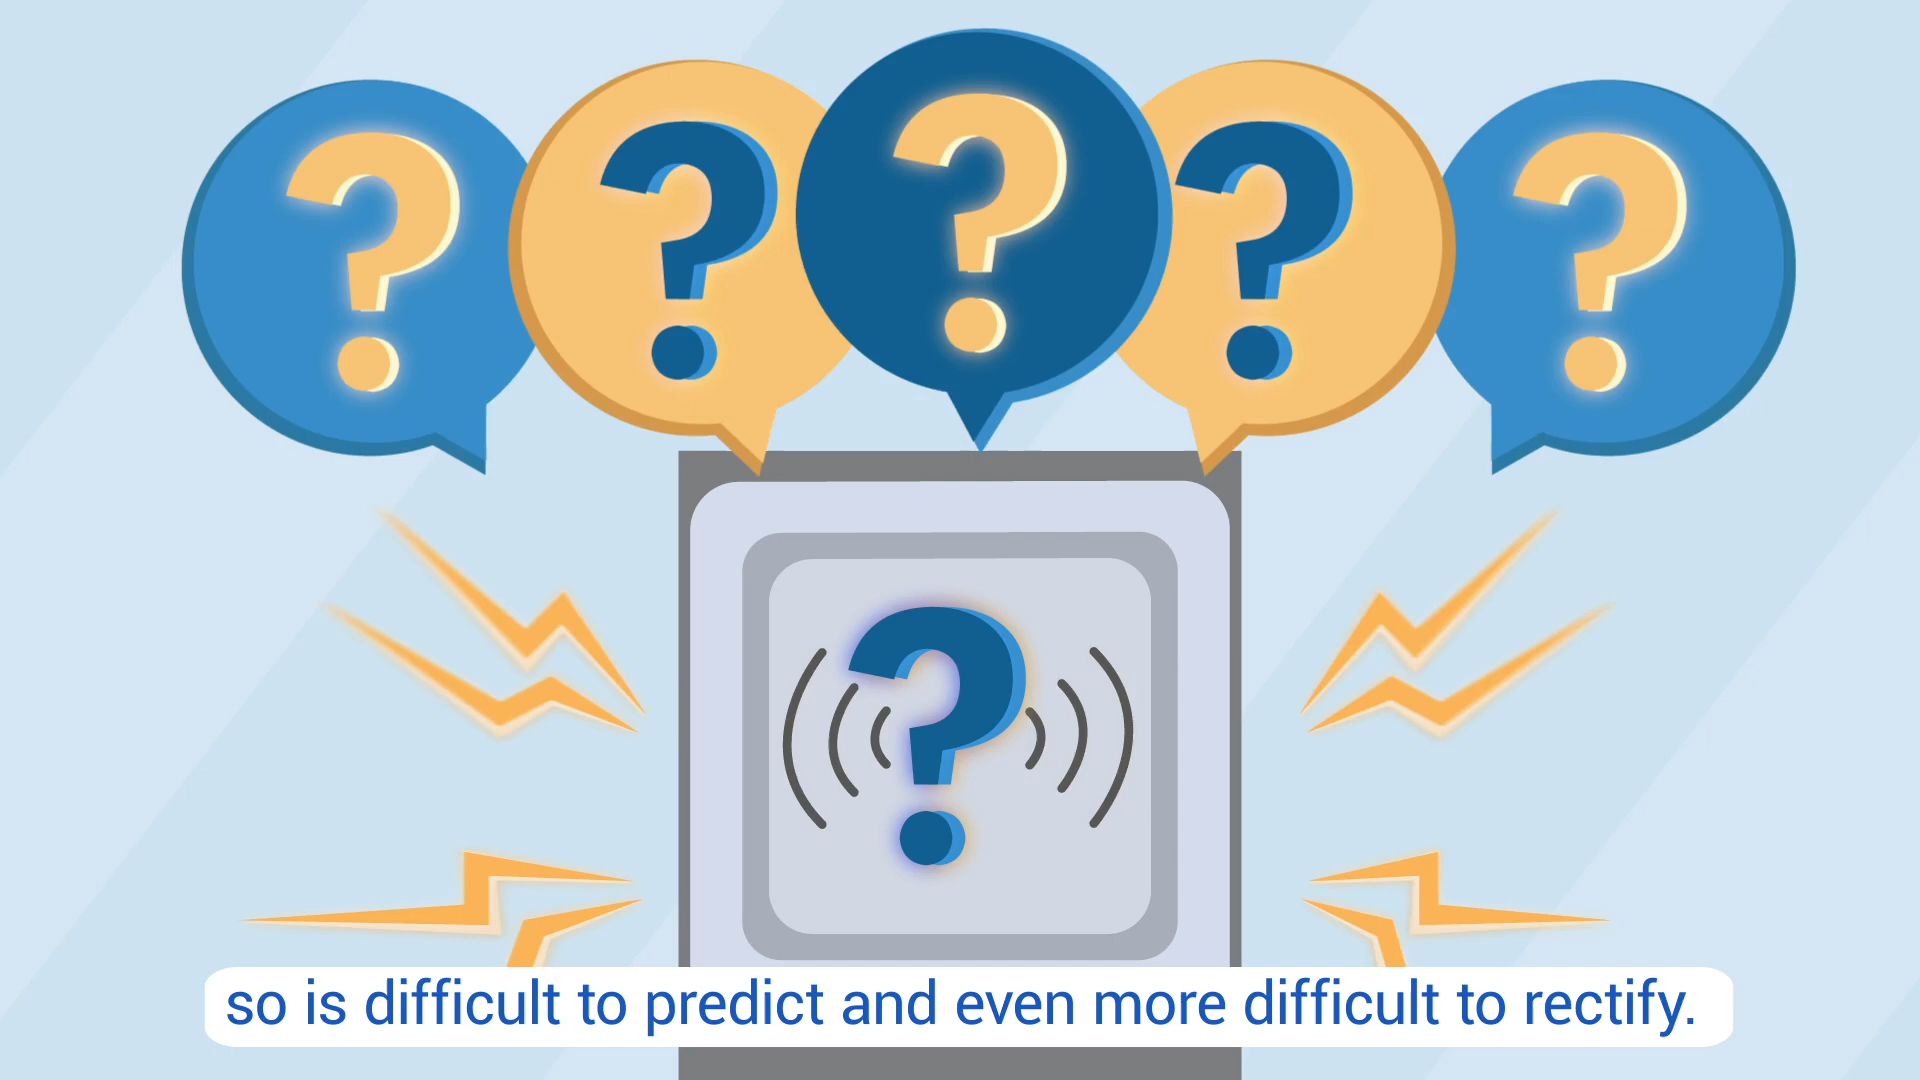 ? ? ? ? ?
?
so is difficult to predict and even more difficult to rectify.